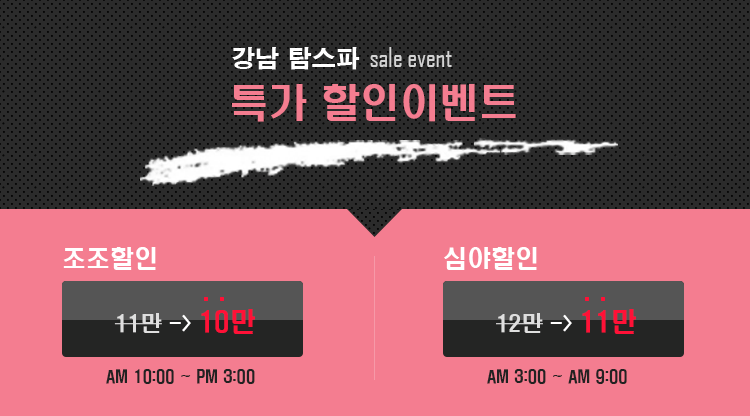 강남 탑스파 sale event
특가 할인이벤트
조조할인
11만 -> 10만
AM 10:00 ~ PM 3:00
심야할인
12만 -> 11만
AM 3:00 ~ AM 9:00